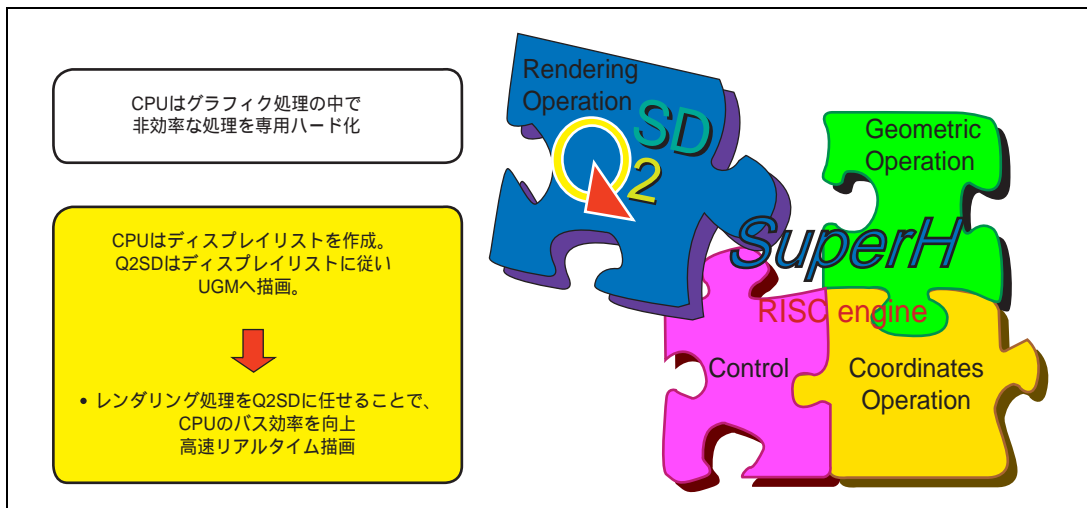 CPUはグラフィク処理の中で
非効率な処理を専用ハード化
CPUはディスプレイリストを作成。
Q2SDはディスプレイリストに従い
UGMへ描画。
• レンダリング処理をQ2SDに任せることで、
CPUのバス効率を向上
高速リアルタイム描画
Rendering
Operation
Q2
SD
Geometric
Operation
SuperH
RISC engine
Control
Coordinates
Operation